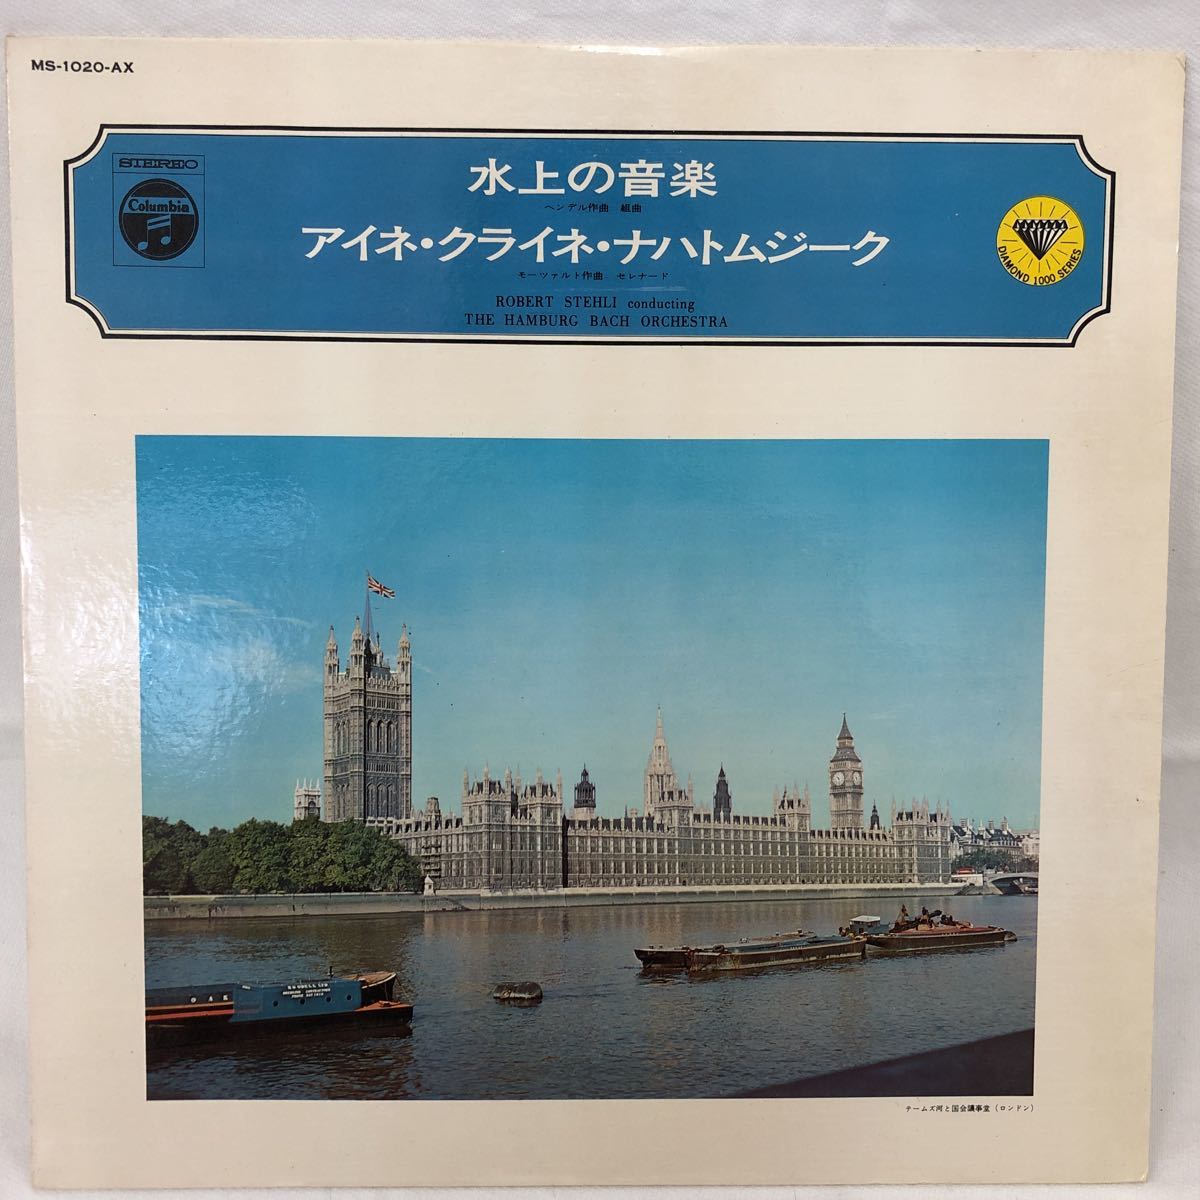 MS-1020-AX
STEREO
Columbia
水上の音楽
ヘンデル作曲 組曲
アイネ・クライネ・ナハトムジーク
モーツァルト作曲 セレナード
ROBERT STEHLI conducting
THE HAMBURG BACH ORCHESTRA
DIAMOND 1000 SERIES
テームズ河と国会議事堂(ロンドン)